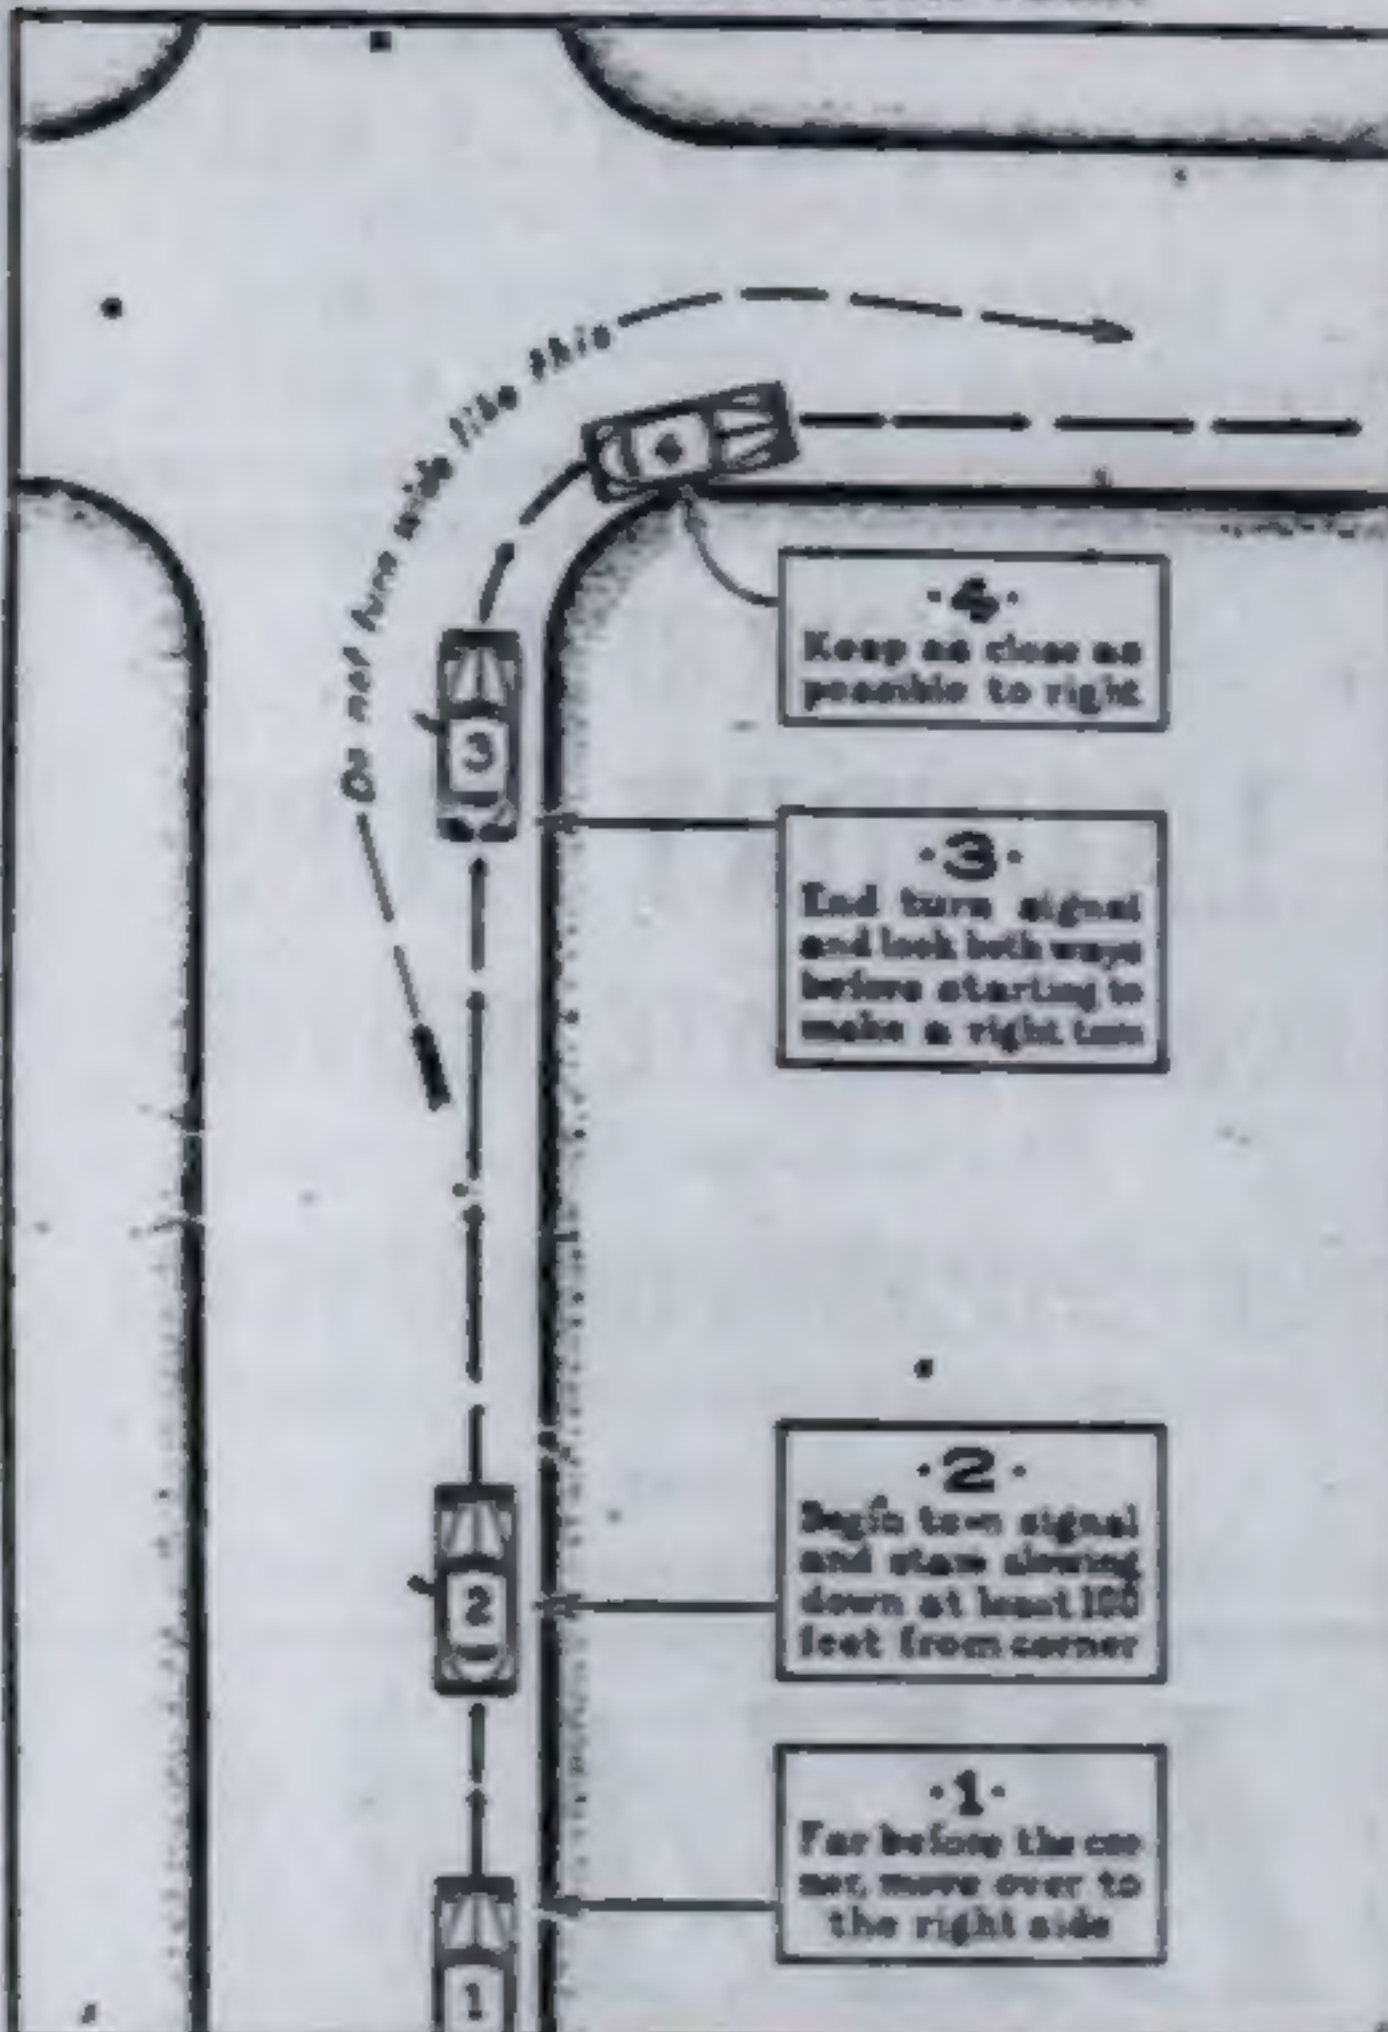 Do not turn wide like this
4
·4·
Keep as close as
possible to right
3
·3·
End turn signal
and look both ways
before starting to
make a right turn
2
·2·
Begin turn signal
and start slowing
down at least 100
feet from corner
1
·1·
Far before the cor
ner, move over to
the right side